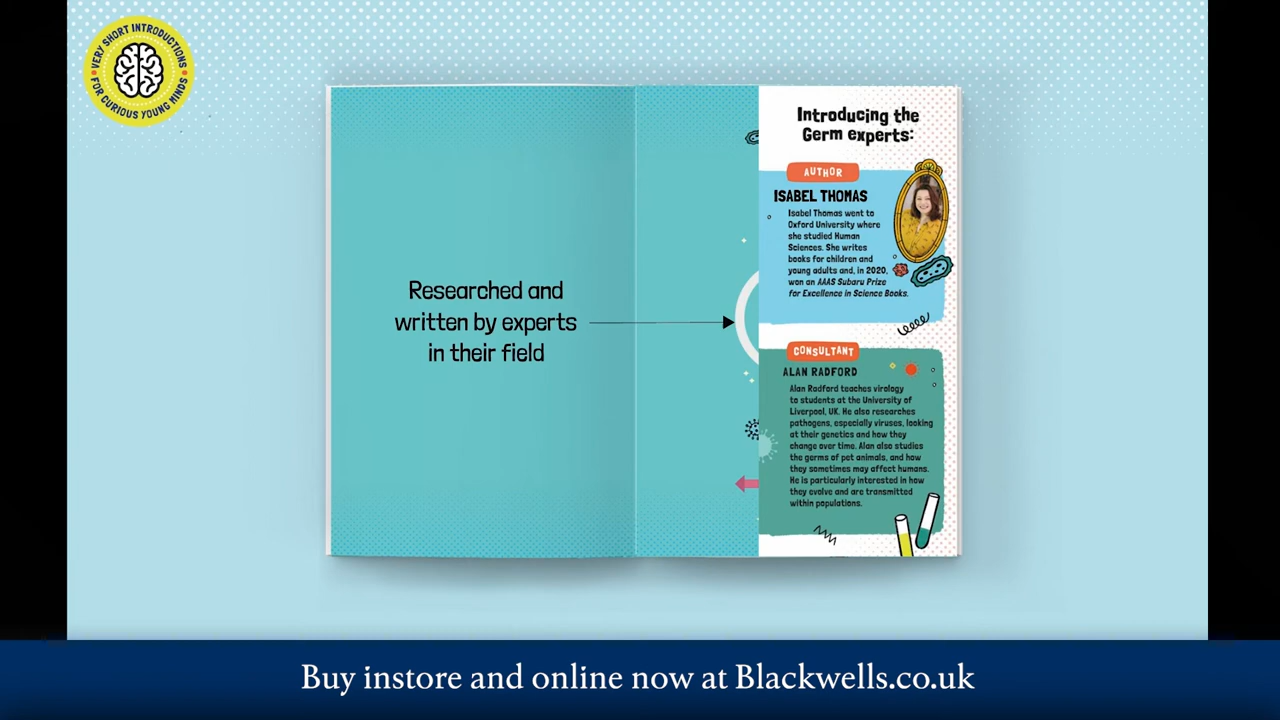 VERY SHORT INTRODUCTIONS
FOR CURIOUS YOUNG MINDS
Researched and
written by experts
in their field
Introducing the
Germ experts:
AUTHOR
ISABEL THOMAS
Isabel Thomas went to
Oxford University where
she studied Human
Sciences. She writes
books for children and
young adults and, in 2020,
won an AAAS Subaru Prize
for Excellence in Science Books.
CONSULTANT
ALAN RADFORD
Alan Radford teaches virology
to students at the University of
Liverpool, UK. He also researches
pathogens, especially viruses, looking
at their genetics and how they
change over time. Alan also studies
the germs of pet animals, and how
they sometimes may affect humans.
He is particularly interested in how
they evolve and are transmitted
within populations.
Buy instore and online now at Blackwells.co.uk